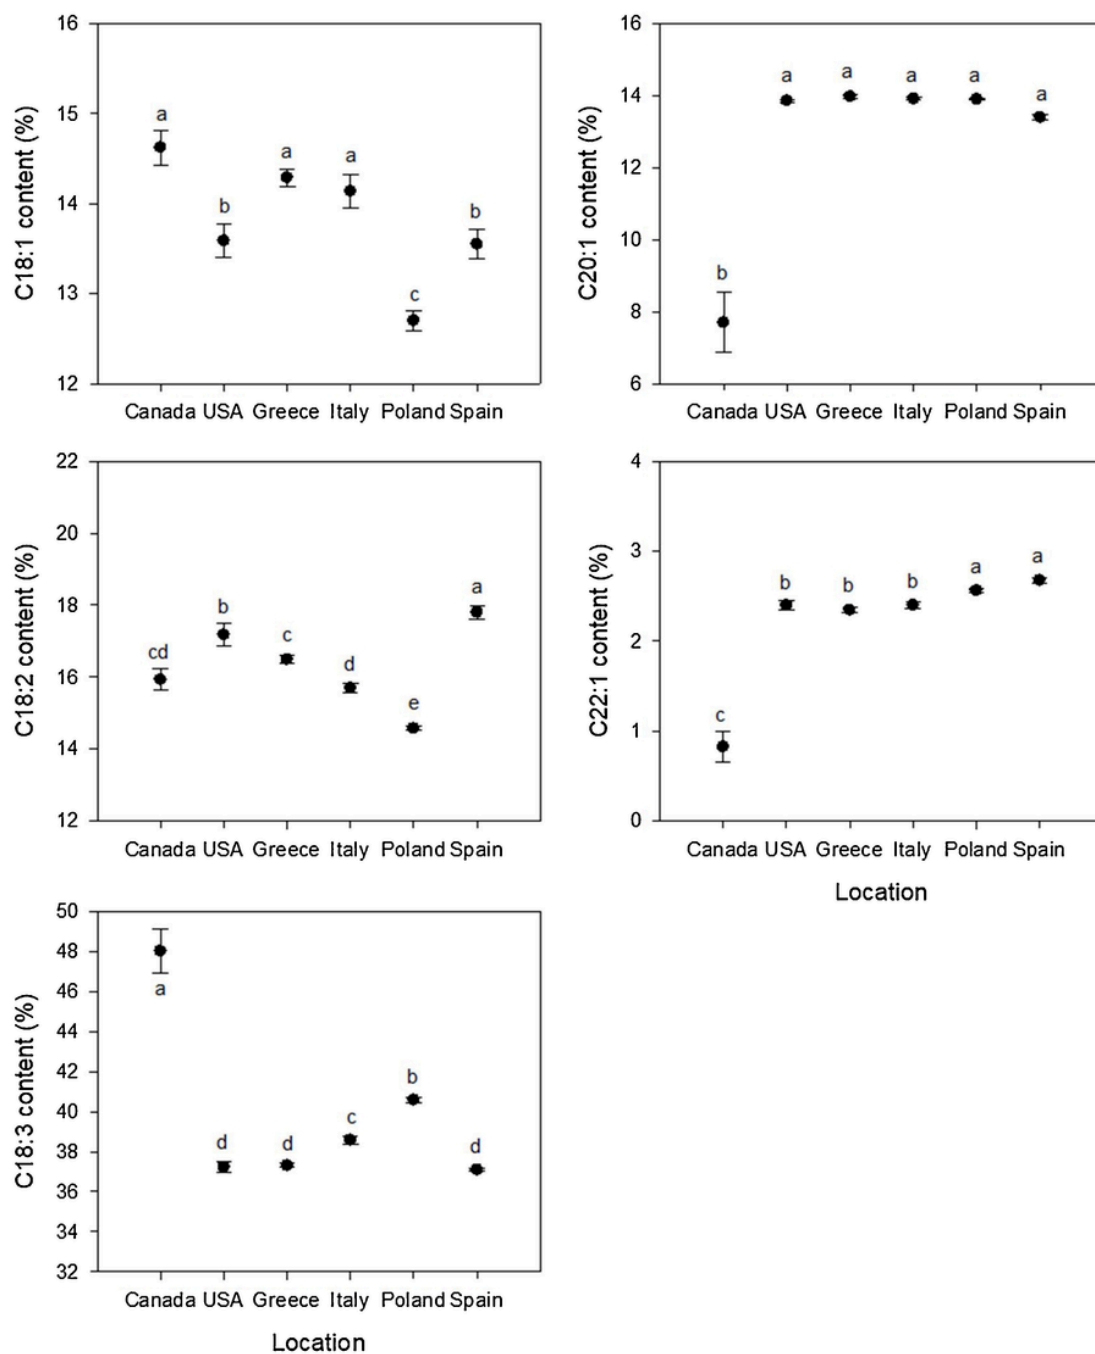 C18:1 content (%)
16
15
14
13
12
a
b
a
a
c
b
Canada USA Greece Italy Poland Spain
C20:1 content (%)
16
14
12
10
8
6
b
a
a
a
a
a
Canada USA Greece Italy Poland Spain
C18:2 content (%)
22
20
18
16
14
12
cd
b
c
d
e
a
Canada USA Greece Italy Poland Spain
C22:1 content (%)
4
3
2
1
0
c
b
b
b
a
a
Canada USA Greece Italy Poland Spain
Location
C18:3 content (%)
50
48
46
44
42
40
38
36
34
32
a
d
d
c
b
d
Canada USA Greece Italy Poland Spain
Location